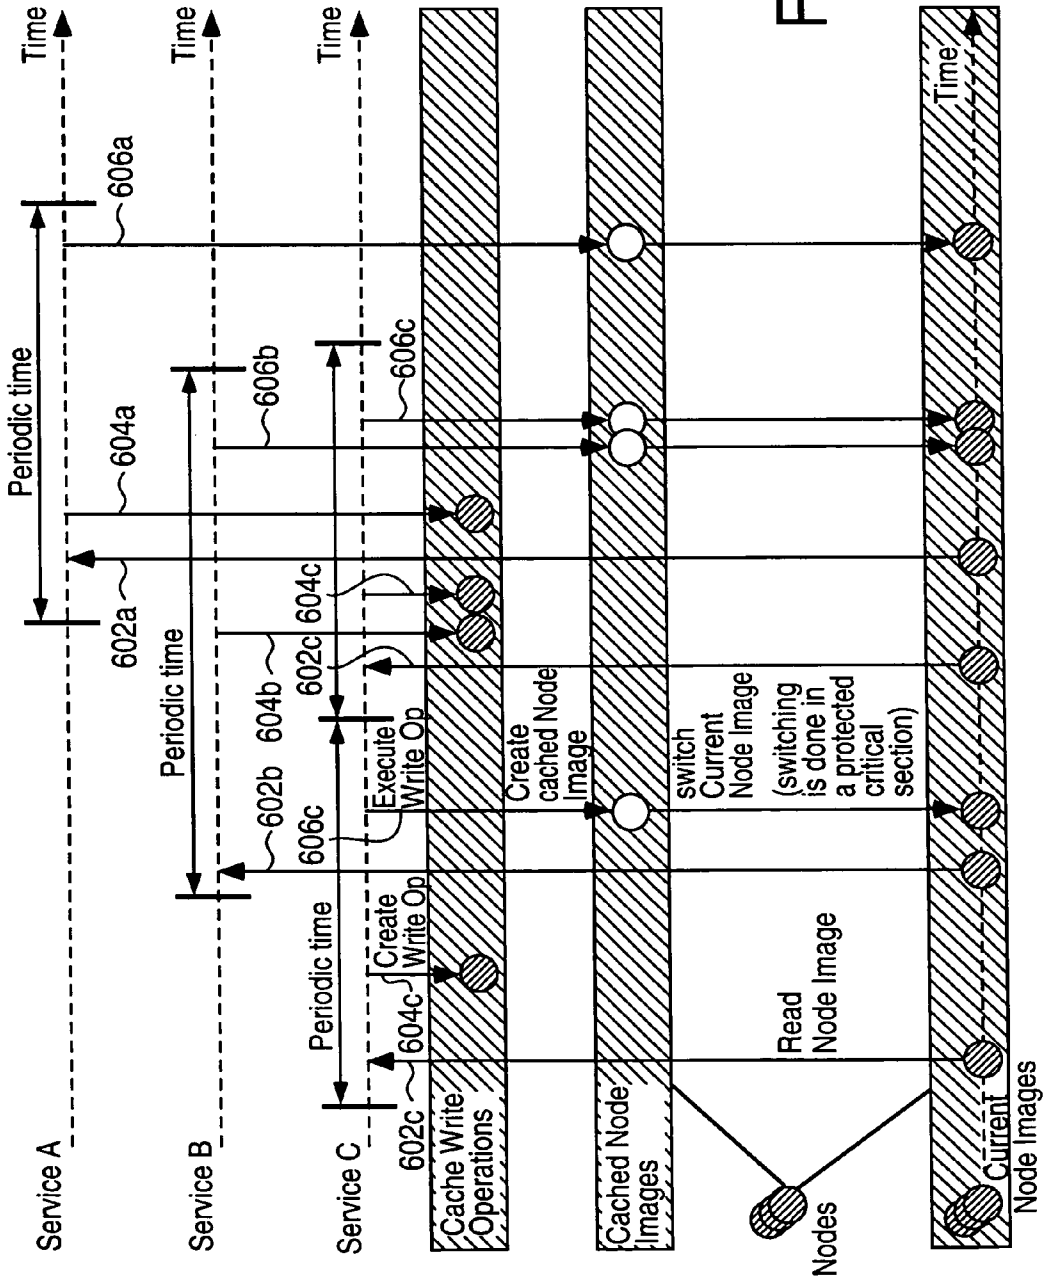 Service A
Time
Periodic time
602a
604a
606a
Service B
Time
Periodic time
602b
604b
606b
Service C
Time
Periodic time
602c
604c
Create
Write Op
606c
Execute
Write Op
602c
604c
606c
Cache Write
Operations
Create
cached Node
Image
Cached Node
Images
Read
Node Image
switch
Current
Node Image
(switching
is done in
a protected
critical
section)
Nodes
Current
Node Images
Time